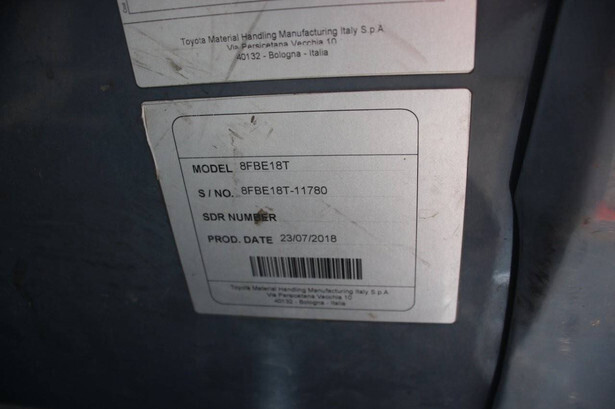 Toyota Material Handling Manufacturing Italy S.p.A
Via Persicetana Vecchia 10
40132 - Bologna - Italia
MODEL 8FBE18T
S / NO. 8FBE18T-11780
SDR NUMBER
PROD. DATE 23/07/2018
Toyota Material Handling Manufacturing Italy S.p.A
Via Persicetana Vecchia 10
40132 - Bologna - Italia